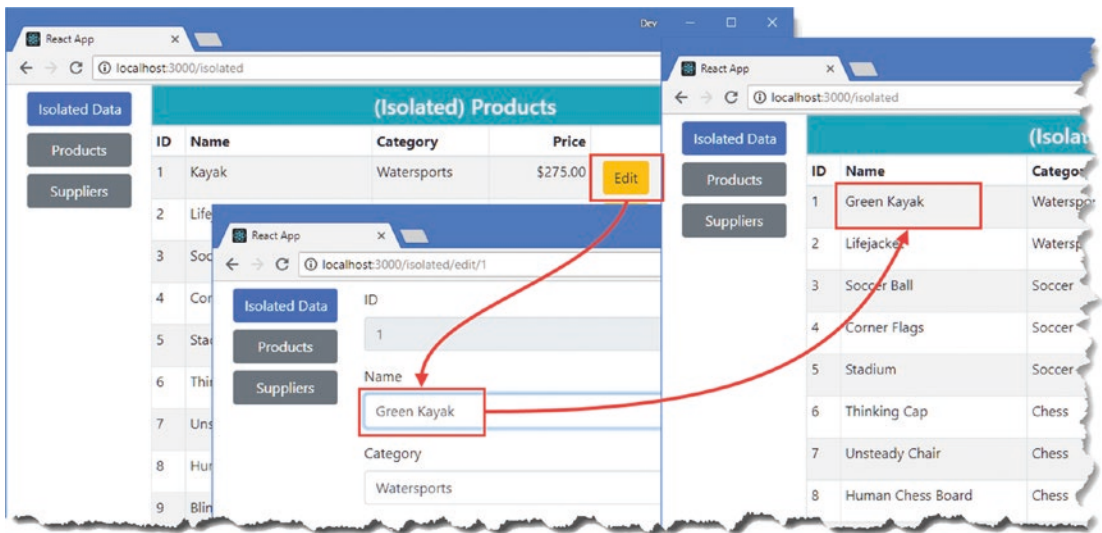 React App
Dev
localhost:3000/isolated
Isolated Data
Products
Suppliers
(Isolated) Products
ID Name Category Price
1 Kayak Watersports $275.00 Edit
2
3
4
5
6
7
8
9
React App
localhost:3000/isolated/edit/1
Isolated Data
Products
Suppliers
ID
1
Name
Green Kayak
Category
Watersports
React App
localhost:3000/isolated
Isolated Data
Products
Suppliers
ID Name
1 Green Kayak
2 Lifejacket
3 Soccer Ball Soccer
4 Corner Flags Soccer
5 Stadium Soccer
6 Thinking Cap Chess
7 Unsteady Chair Chess
8 Human Chess Board Chess